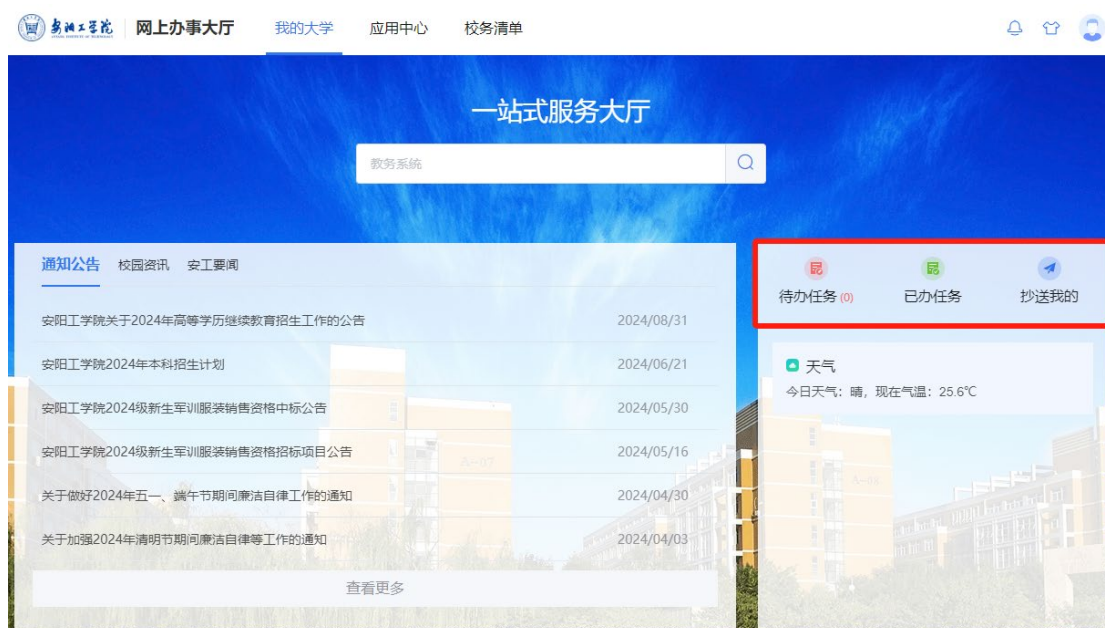 安阳工学院 网上办事大厅 我的大学 应用中心 校务清单
一站式服务大厅
教务系统
通知公告 校园资讯 安工要闻
安阳工学院关于2024年高等学历继续教育招生工作的公告 2024/08/31
安阳工学院2024年本科招生计划 2024/06/21
安阳工学院2024级新生军训服装销售资格中标公告 2024/05/30
安阳工学院2024级新生军训服装销售资格招标项目公告 2024/05/16
关于做好2024年五一、端午节期间廉洁自律工作的通知 2024/04/30
关于加强2024年清明节期间廉洁自律等工作的通知 2024/04/03
查看更多
待办任务 (0) 已办任务 抄送我的
天气
今日天气：晴，现在气温：25.6℃
A-07